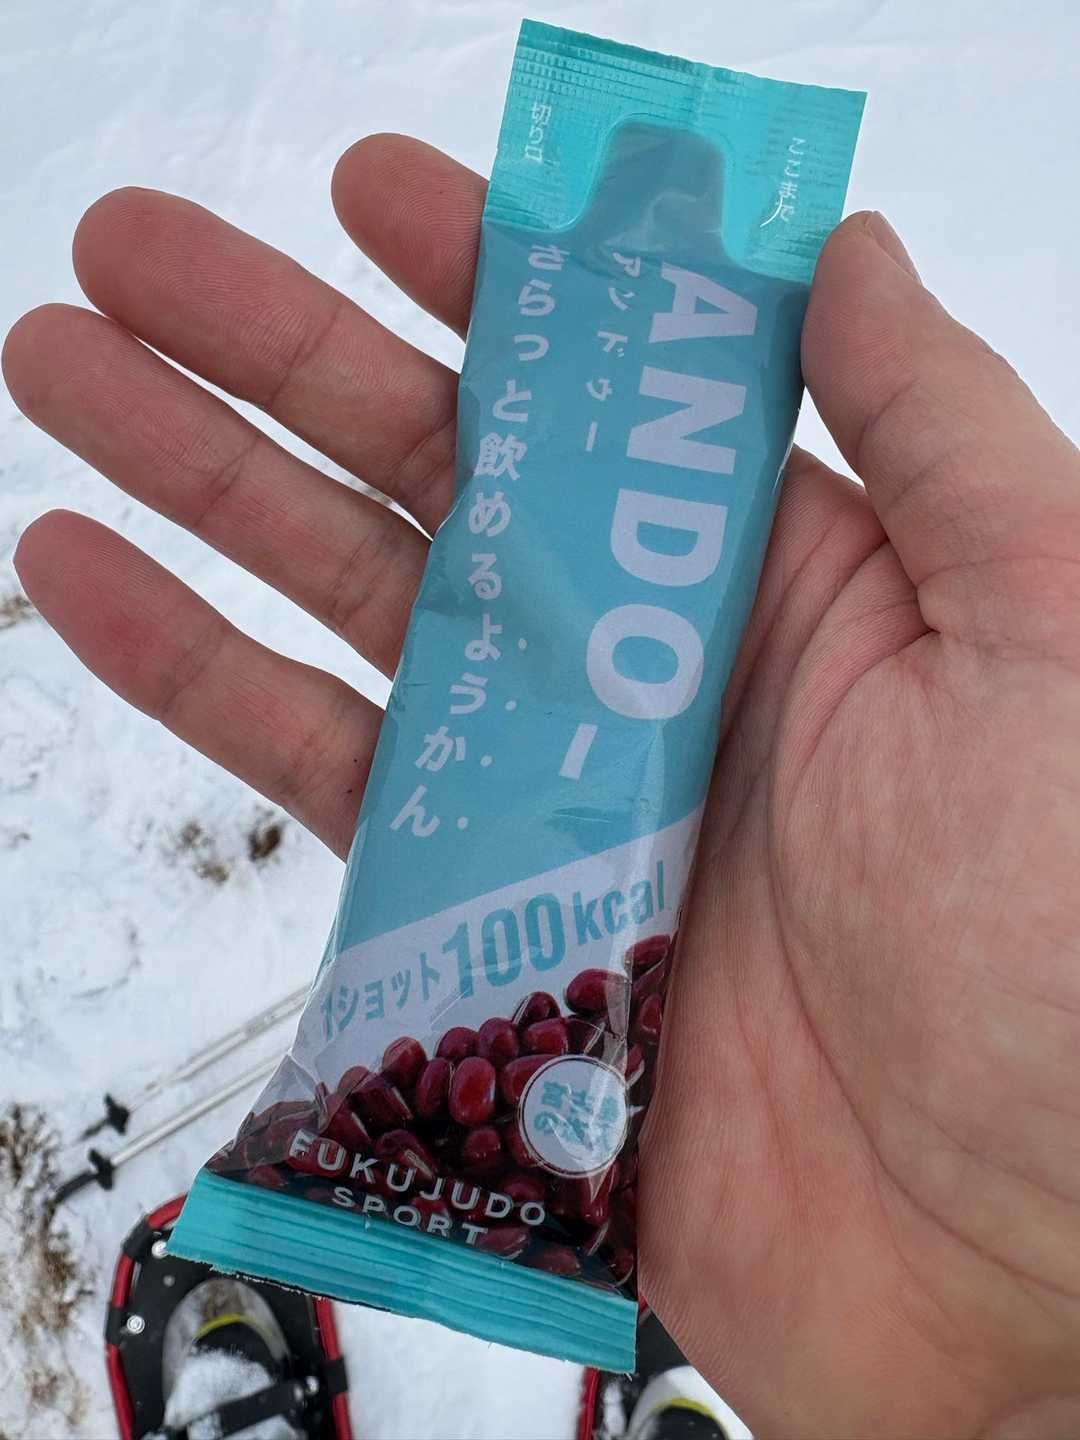 切り口
ここまで
ANDO-
アンドゥー
さらっと飲めるようかん
1ショット100kcal
FUKUJUDO
SPORT